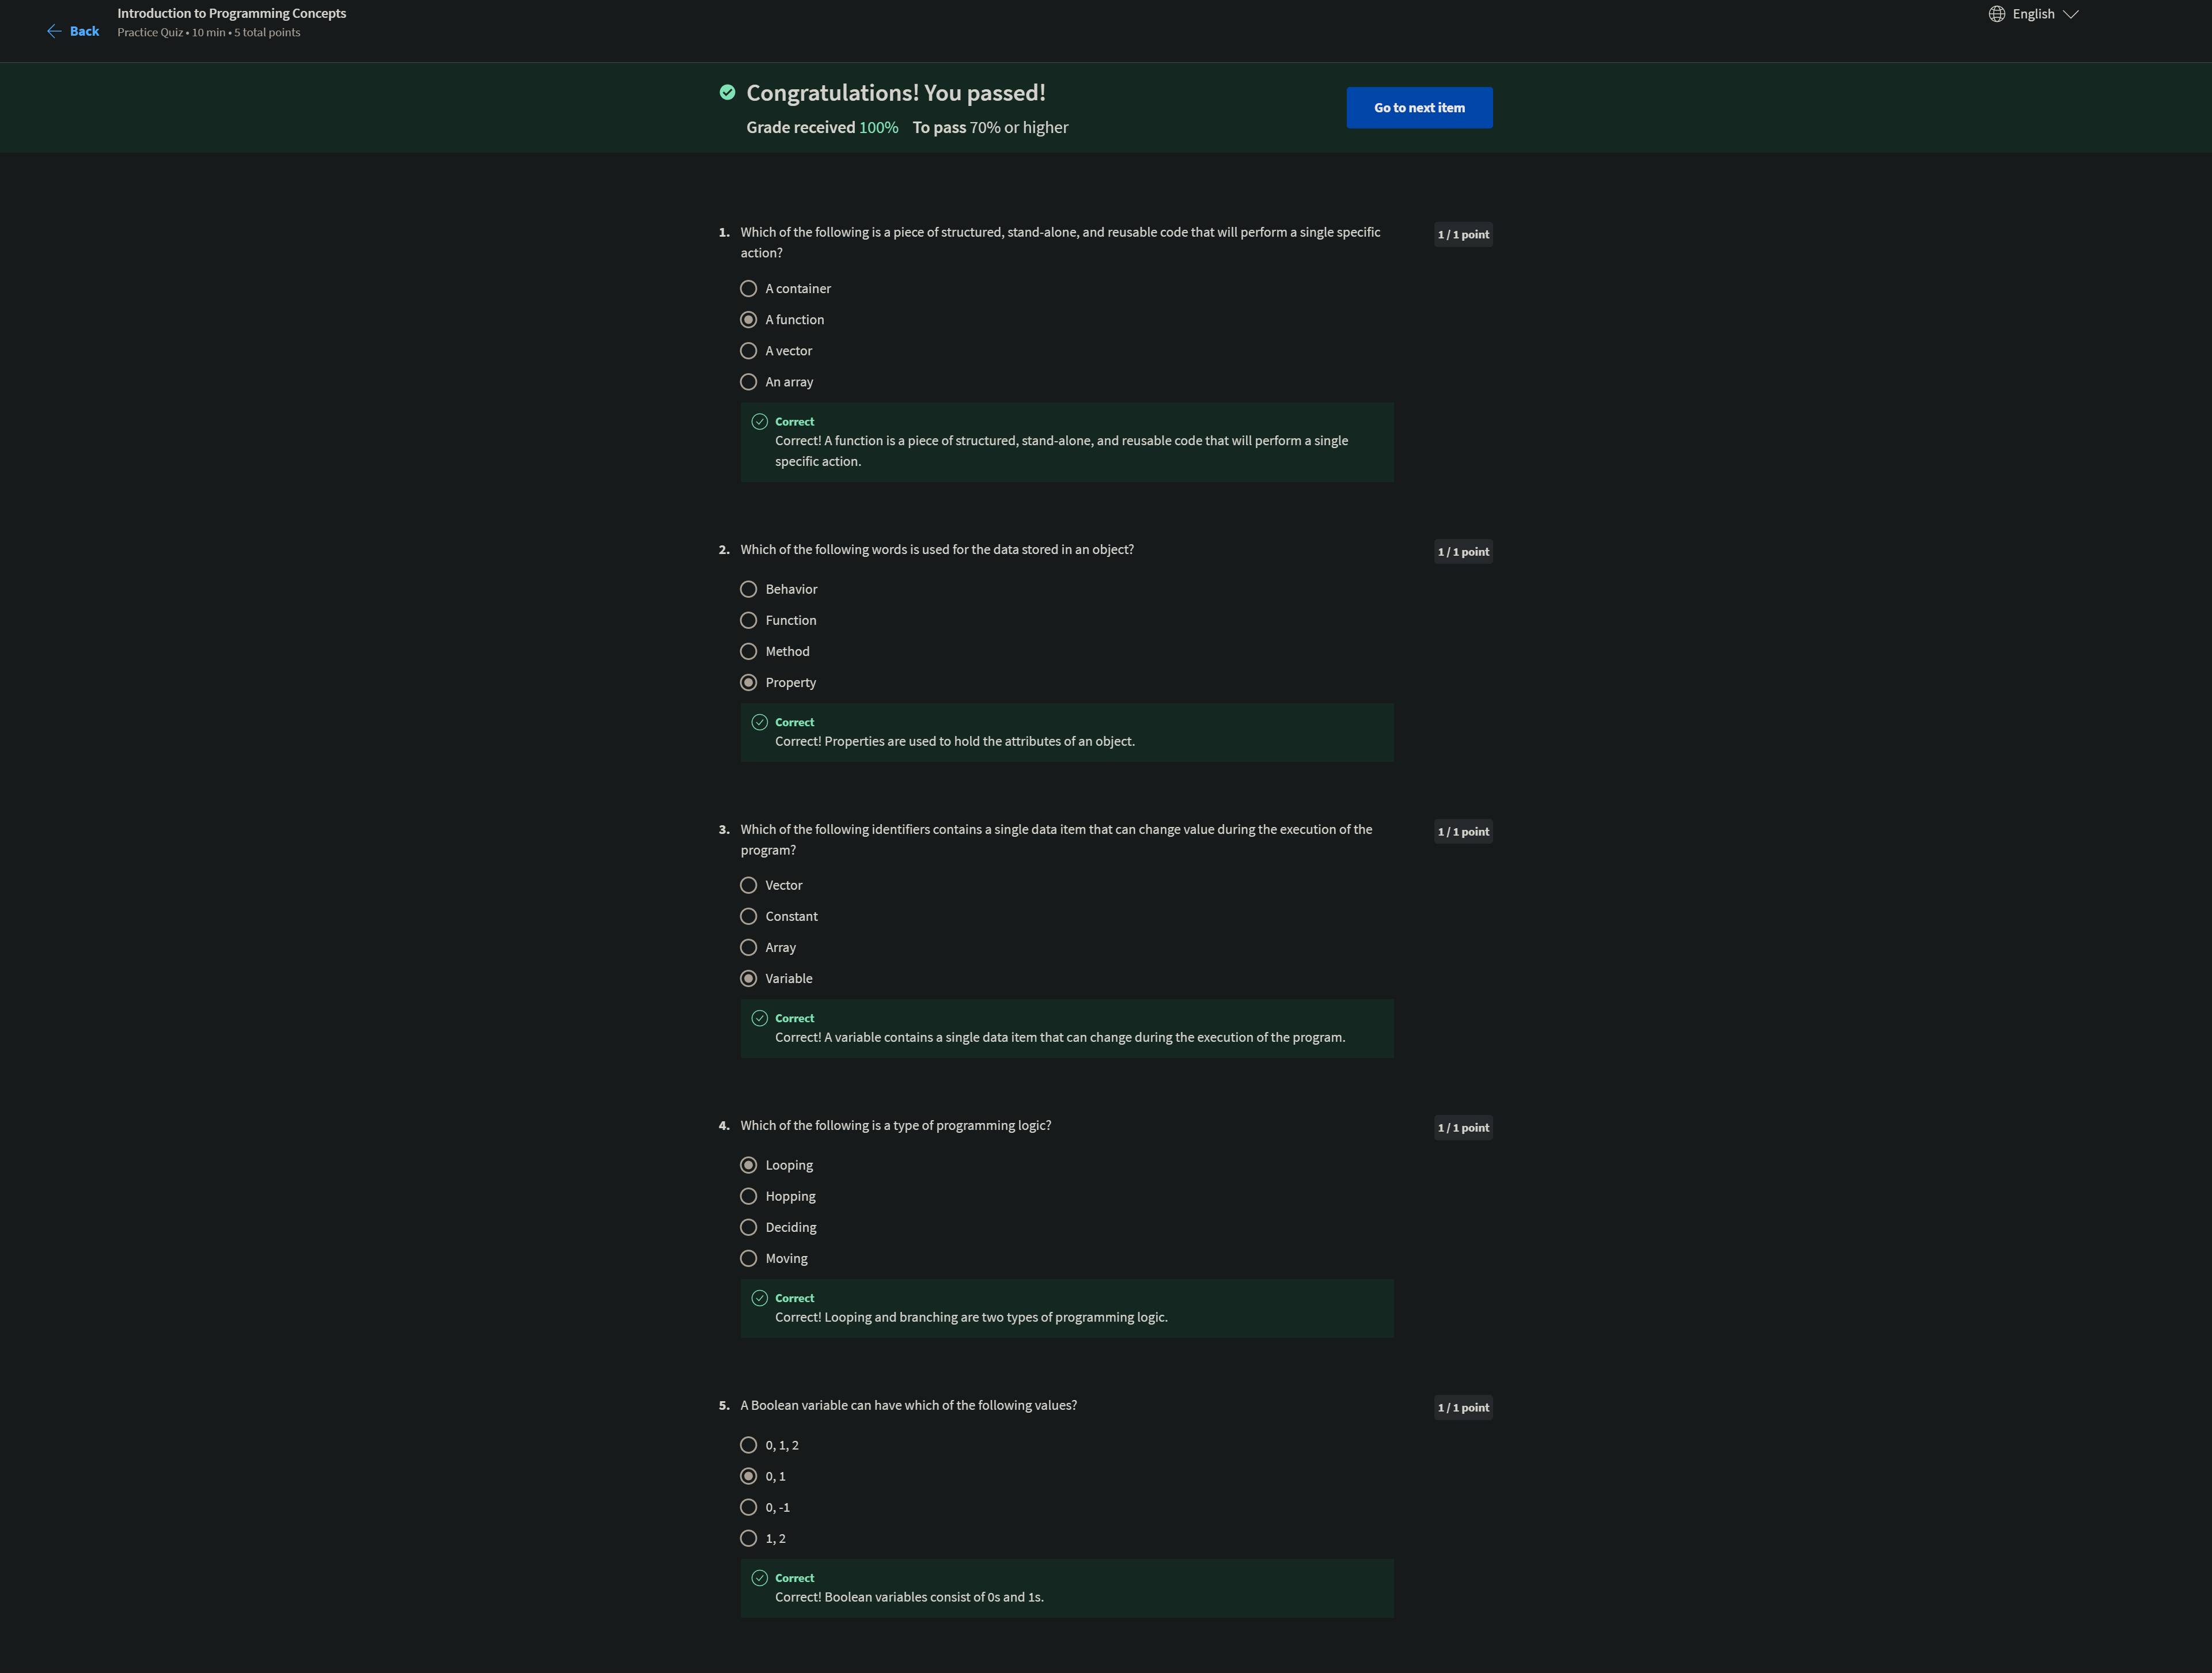 Back
Introduction to Programming Concepts
Practice Quiz • 10 min • 5 total points
English
Congratulations! You passed!
Grade received 100% To pass 70% or higher
Go to next item
1. Which of the following is a piece of structured, stand-alone, and reusable code that will perform a single specific
action?
1 / 1 point
A container
A function
A vector
An array
Correct
Correct! A function is a piece of structured, stand-alone, and reusable code that will perform a single
specific action.
2. Which of the following words is used for the data stored in an object?
1 / 1 point
Behavior
Function
Method
Property
Correct
Correct! Properties are used to hold the attributes of an object.
3. Which of the following identifiers contains a single data item that can change value during the execution of the
program?
1 / 1 point
Vector
Constant
Array
Variable
Correct
Correct! A variable contains a single data item that can change during the execution of the program.
4. Which of the following is a type of programming logic?
1 / 1 point
Looping
Hopping
Deciding
Moving
Correct
Correct! Looping and branching are two types of programming logic.
5. A Boolean variable can have which of the following values?
1 / 1 point
0, 1, 2
0, 1
0, -1
1, 2
Correct
Correct! Boolean variables consist of 0s and 1s.